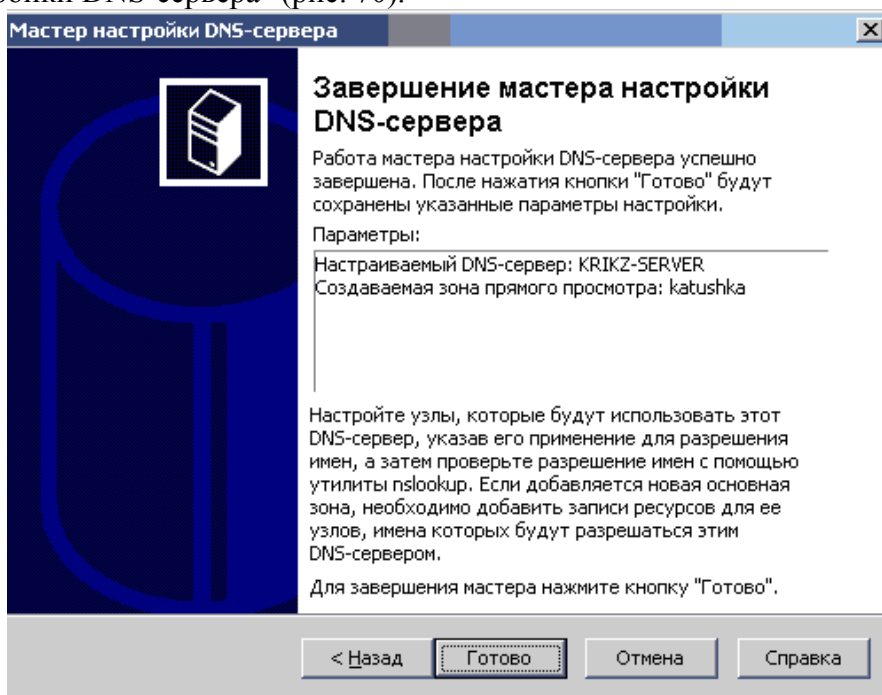 DNS-сервера" (рис. 70).
Мастер настройки DNS-сервера
Завершение мастера настройки
DNS-сервера
Работа мастера настройки DNS-сервера успешно
завершена. После нажатия кнопки "Готово" будут
сохранены указанные параметры настройки.
Параметры:
Настраиваемый DNS-сервер: KRIKZ-SERVER
Создаваемая зона прямого просмотра: katushka
Настройте узлы, которые будут использовать этот
DNS-сервер, указав его применение для разрешения
имен, а затем проверьте разрешение имен с помощью
утилиты nslookup. Если добавляется новая основная
зона, необходимо добавить записи ресурсов для ее
узлов, имена которых будут разрешаться этим
DNS-сервером.
Для завершения мастера нажмите кнопку "Готово".
< Назад Готово Отмена Справка